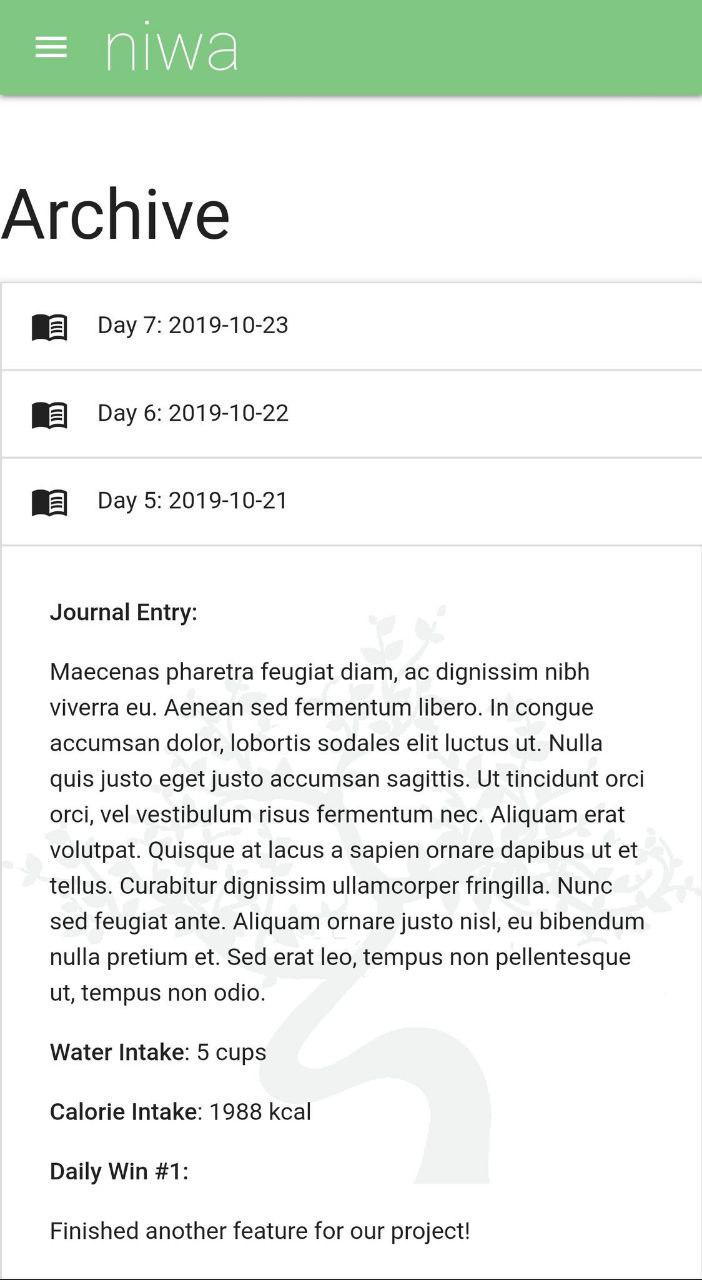 niwa
Archive
Day 7: 2019-10-23
Day 6: 2019-10-22
Day 5: 2019-10-21
Journal Entry:
Maecenas pharetra feugiat diam, ac dignissim nibh
viverra eu. Aenean sed fermentum libero. In congue
accumsan dolor, lobortis sodales elit luctus ut. Nulla
quis justo eget justo accumsan sagittis. Ut tincidunt orci
orci, vel vestibulum risus fermentum nec. Aliquam erat
volutpat. Quisque at lacus a sapien ornare dapibus ut et
tellus. Curabitur dignissim ullamcorper fringilla. Nunc
sed feugiat ante. Aliquam ornare justo nisl, eu bibendum
nulla pretium et. Sed erat leo, tempus non pellentesque
ut, tempus non odio.
Water Intake: 5 cups
Calorie Intake: 1988 kcal
Daily Win #1:
Finished another feature for our project!